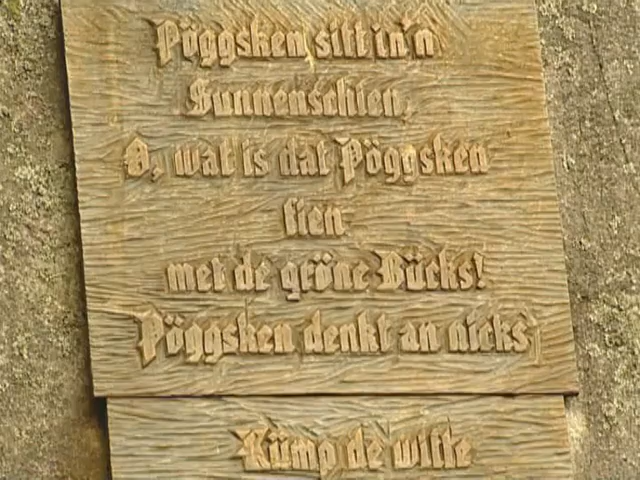 Pöggsken sitt in'n
Sunnenschien,
O, wat is dat Pöggsken
fien
met de gröne Bücks!
Pöggsken denkt an nicks,
Kümp de witte